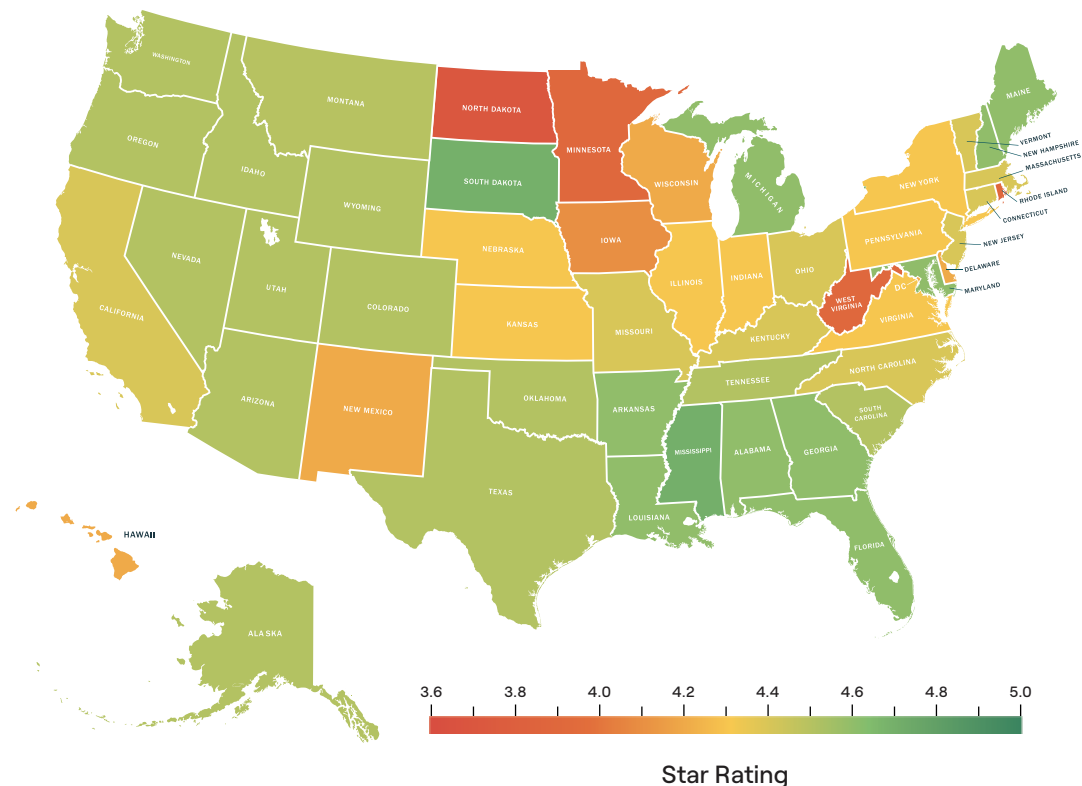 WASHINGTON
MONTANA
NORTH DAKOTA
MINNESOTA
MAINE
OREGON
IDAHO
WYOMING
SOUTH DAKOTA
WISCONSIN
MICHIGAN
NEW YORK
VERMONT
NEW HAMPSHIRE
MASSACHUSETTS
RHODE ISLAND
CONNECTICUT
NEW JERSEY
DELAWARE
MARYLAND
DC
PENNSYLVANIA
NEVADA
UTAH
COLORADO
NEBRASKA
IOWA
ILLINOIS
INDIANA
OHIO
WEST
VIRGINIA
VIRGINIA
CALIFORNIA
KANSAS
MISSOURI
KENTUCKY
NORTH CAROLINA
TENNESSEE
SOUTH
CAROLINA
ARIZONA
NEW MEXICO
OKLAHOMA
ARKANSAS
MISSISSIPPI
ALABAMA
GEORGIA
TEXAS
LOUISIANA
FLORIDA
HAWAII
ALASKA
3.6 3.8 4.0 4.2 4.4 4.6 4.8 5.0
Star Rating